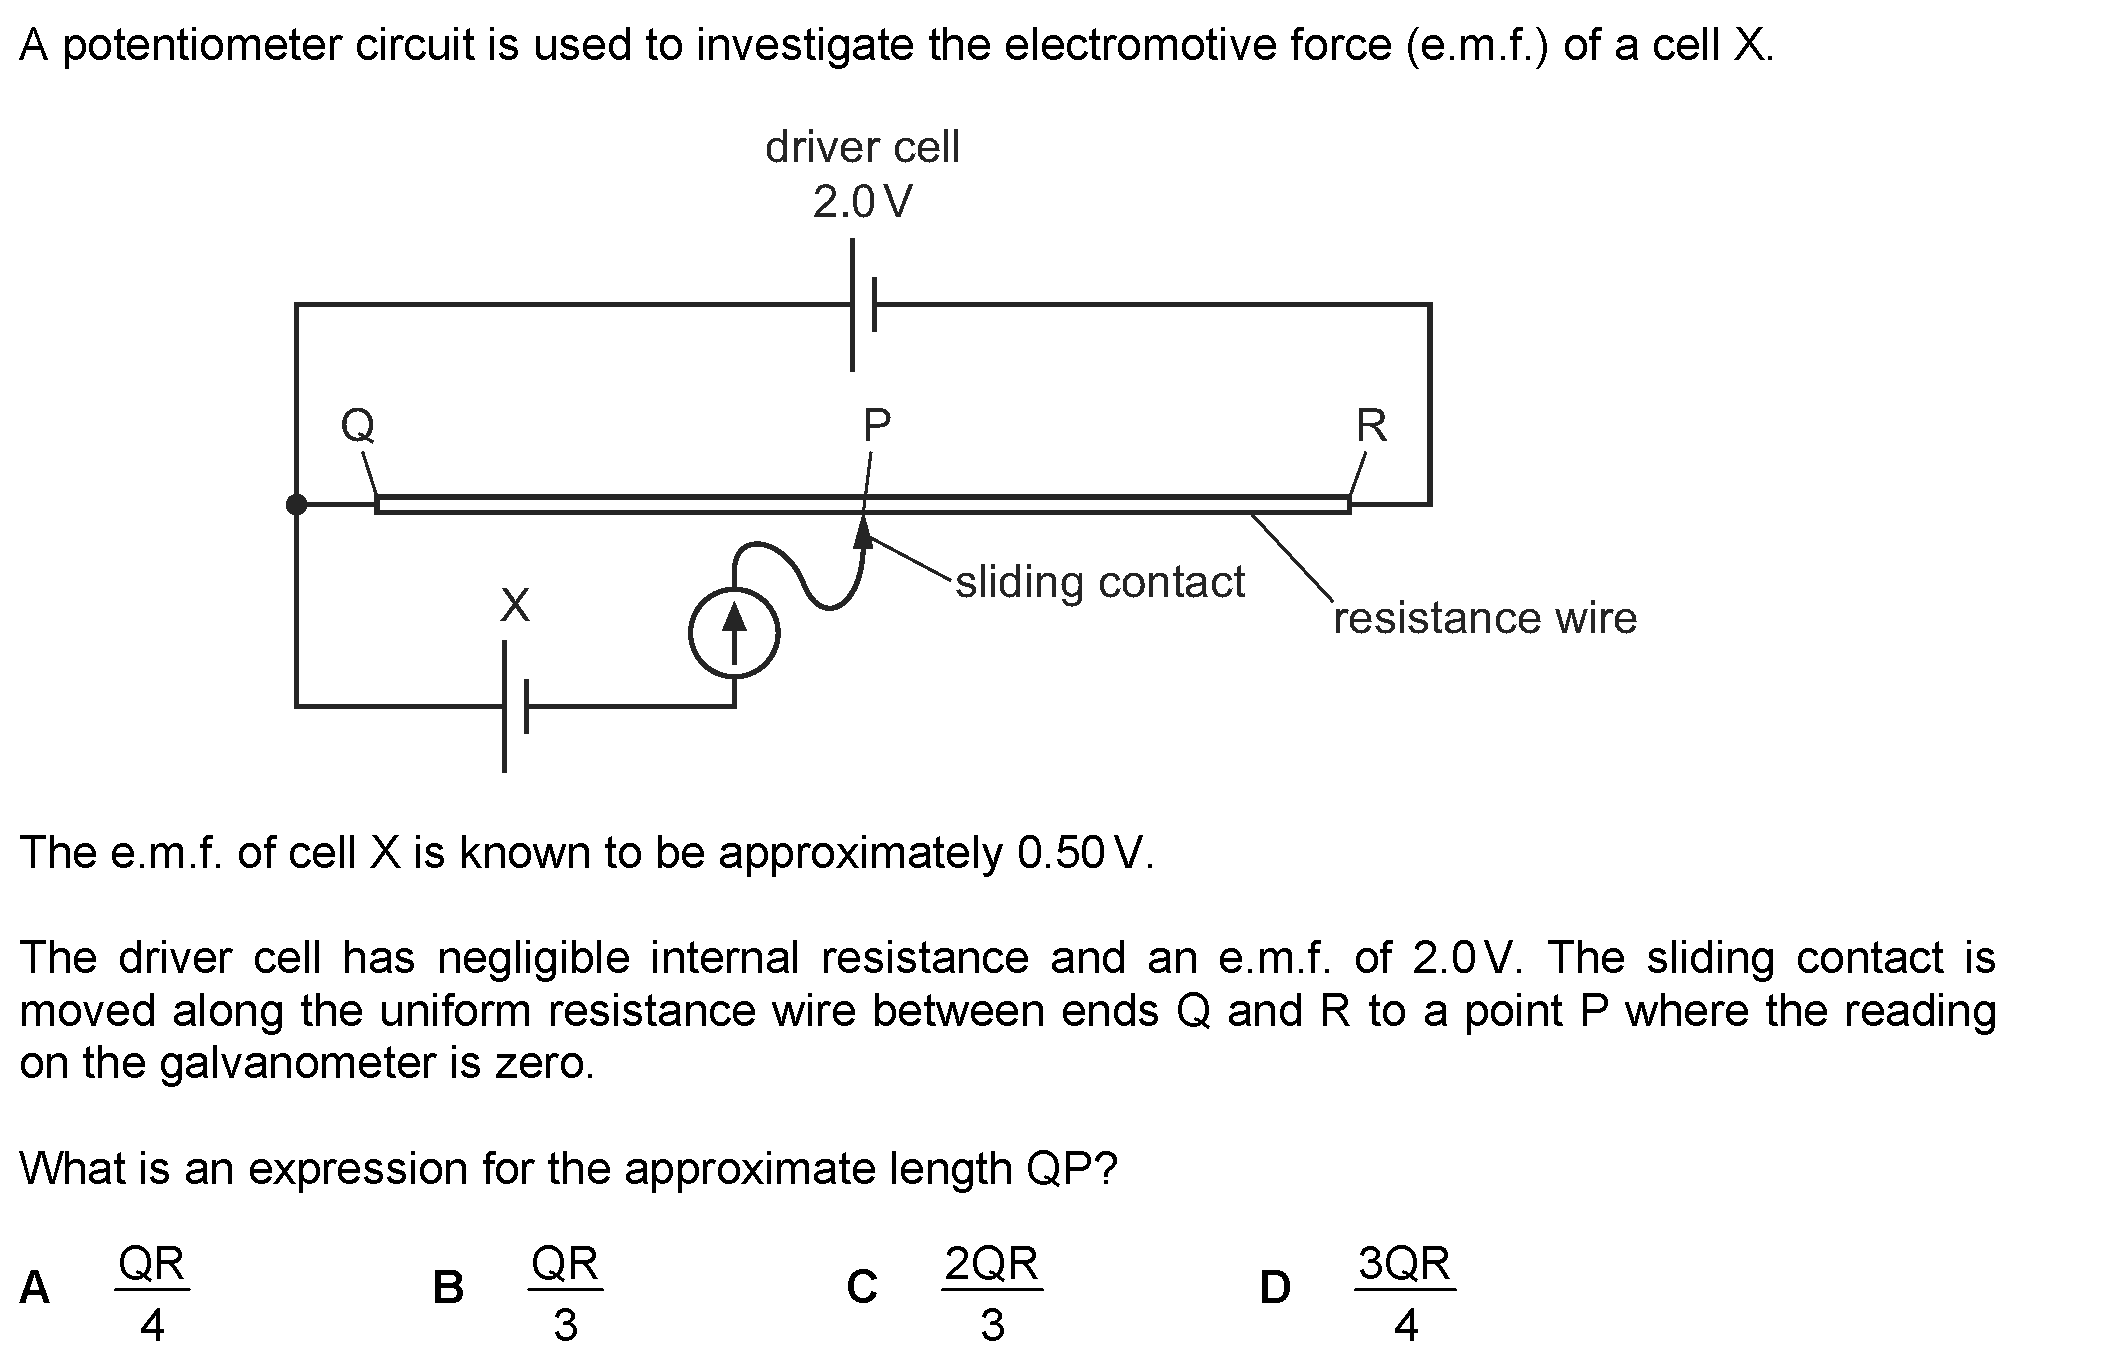 A potentiometer circuit is used to investigate the electromotive force (e.m.f.) of a cell X.
driver cell
2.0 V
Q
P
R
sliding contact
X
resistance wire
The e.m.f. of cell X is known to be approximately 0.50 V.
The driver cell has negligible internal resistance and an e.m.f. of 2.0 V. The sliding contact is
moved along the uniform resistance wire between ends Q and R to a point P where the reading
on the galvanometer is zero.
What is an expression for the approximate length QP?
A QR/4 B QR/3 C 2QR/3 D 3QR/4